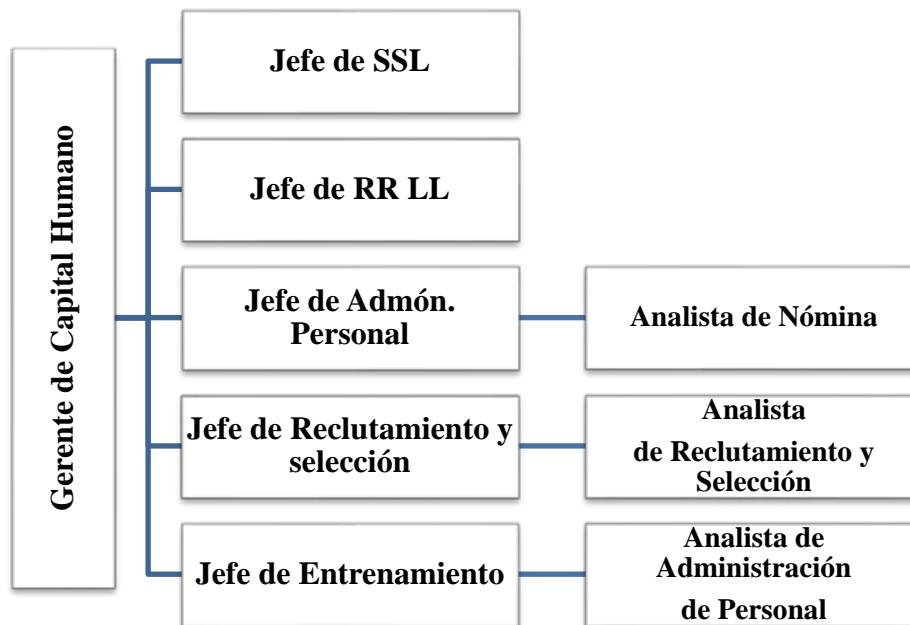 Gerente de Capital Humano
Jefe de SSL
Jefe de RR LL
Jefe de Admón.
Personal
Analista de Nómina
Jefe de Reclutamiento y
selección
Analista
de Reclutamiento y
Selección
Jefe de Entrenamiento
Analista de
Administración
de Personal